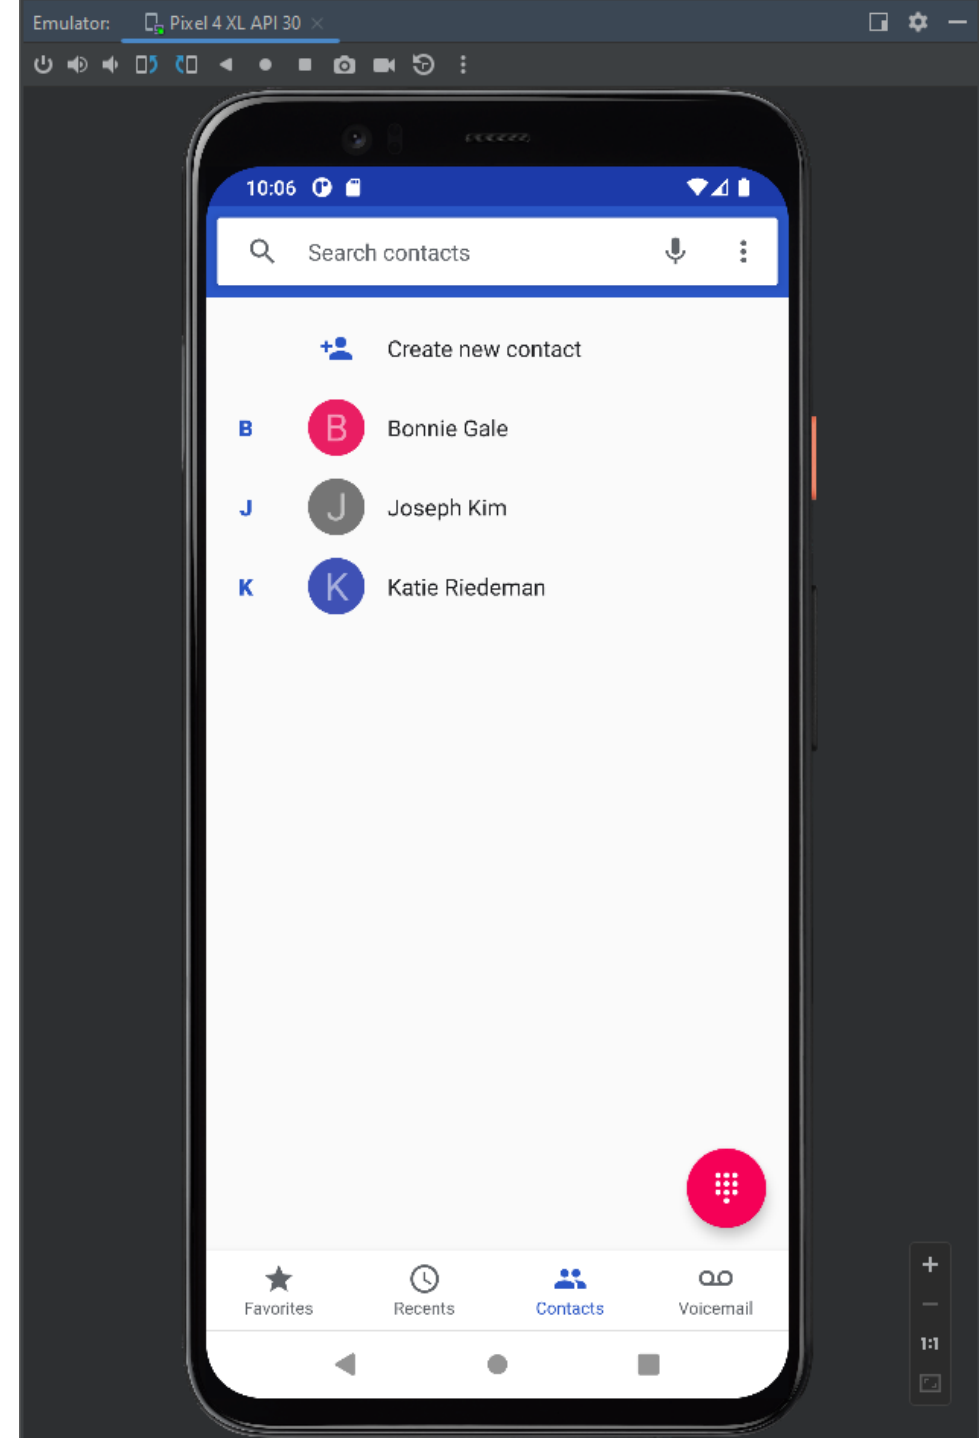 Emulator: Pixel 4 XL API 30
10:06
Search contacts
Create new contact
B B Bonnie Gale
J J Joseph Kim
K K Katie Riedeman
Favorites Recents Contacts Voicemail
1:1